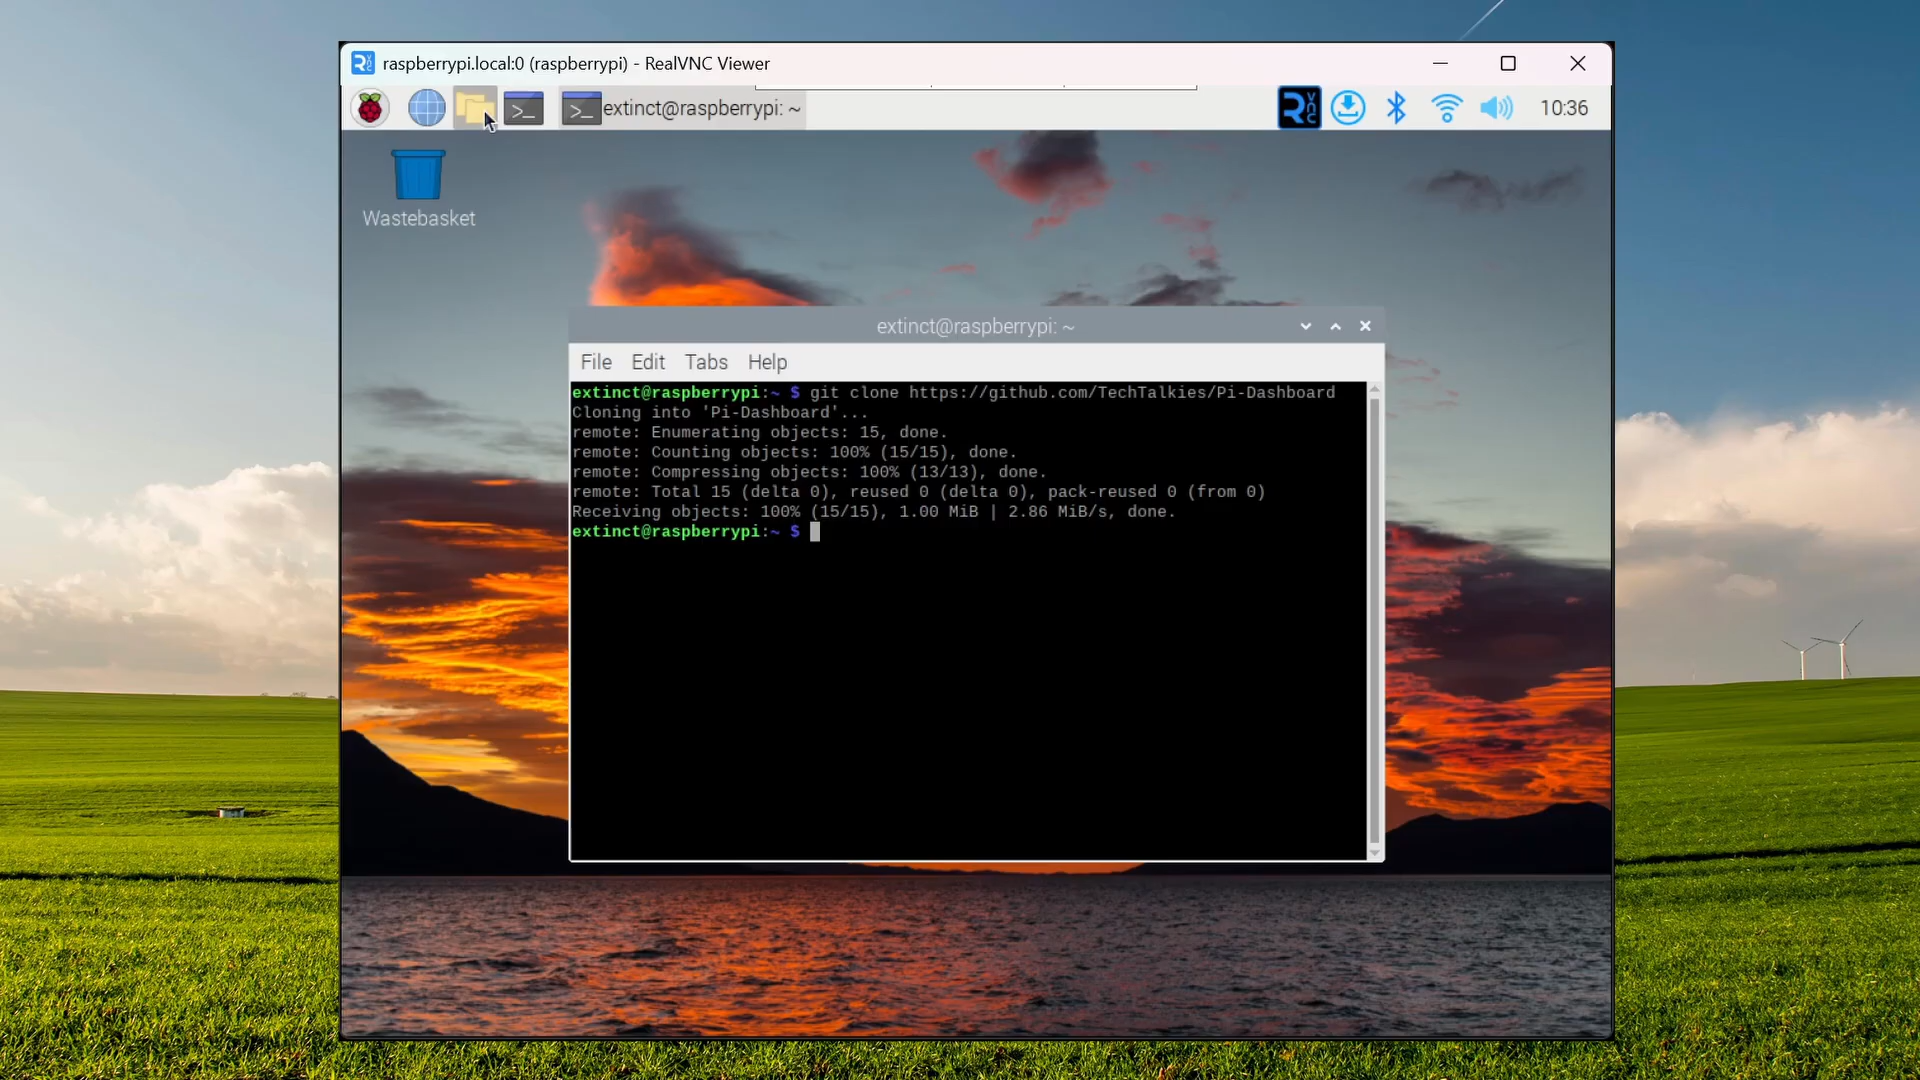 raspberrypi.local:0 (raspberrypi) - RealVNC Viewer
extinct@raspberrypi: ~
10:36
Wastebasket
extinct@raspberrypi: ~
File Edit Tabs Help
extinct@raspberrypi:~ $ git clone https://github.com/TechTalkies/Pi-Dashboard
Cloning into 'Pi-Dashboard'...
remote: Enumerating objects: 15, done.
remote: Counting objects: 100% (15/15), done.
remote: Compressing objects: 100% (13/13), done.
remote: Total 15 (delta 0), reused 0 (delta 0), pack-reused 0 (from 0)
Receiving objects: 100% (15/15), 1.00 MiB | 2.86 MiB/s, done.
extinct@raspberrypi:~ $